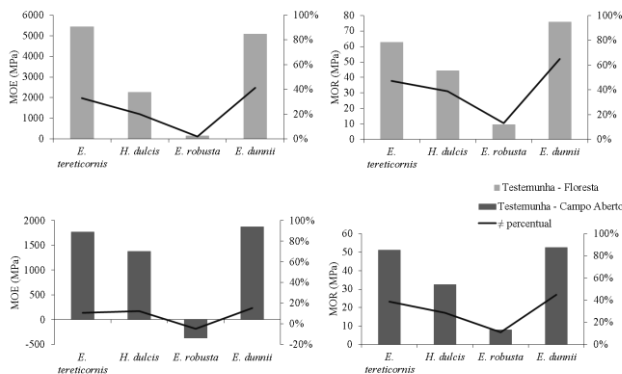 6000
5000
4000
3000
2000
1000
0
MOE (MPa)
100%
80%
60%
40%
20%
0%
E. tereticornis
H. dulcis
E. robusta
E. dunnii
80
70
60
50
40
30
20
10
0
MOR (MPa)
100%
80%
60%
40%
20%
0%
E. tereticornis
H. dulcis
E. robusta
E. dunnii
Testemunha - Floresta
Testemunha - Campo Aberto
≠ percentual
2000
1500
1000
500
0
-500
MOE (MPa)
100%
80%
60%
40%
20%
0%
-20%
E. tereticornis
H. dulcis
E. robusta
E. dunnii
60
50
40
30
20
10
0
MOR (MPa)
100%
80%
60%
40%
20%
0%
E. tereticornis
H. dulcis
E. robusta
E. dunnii